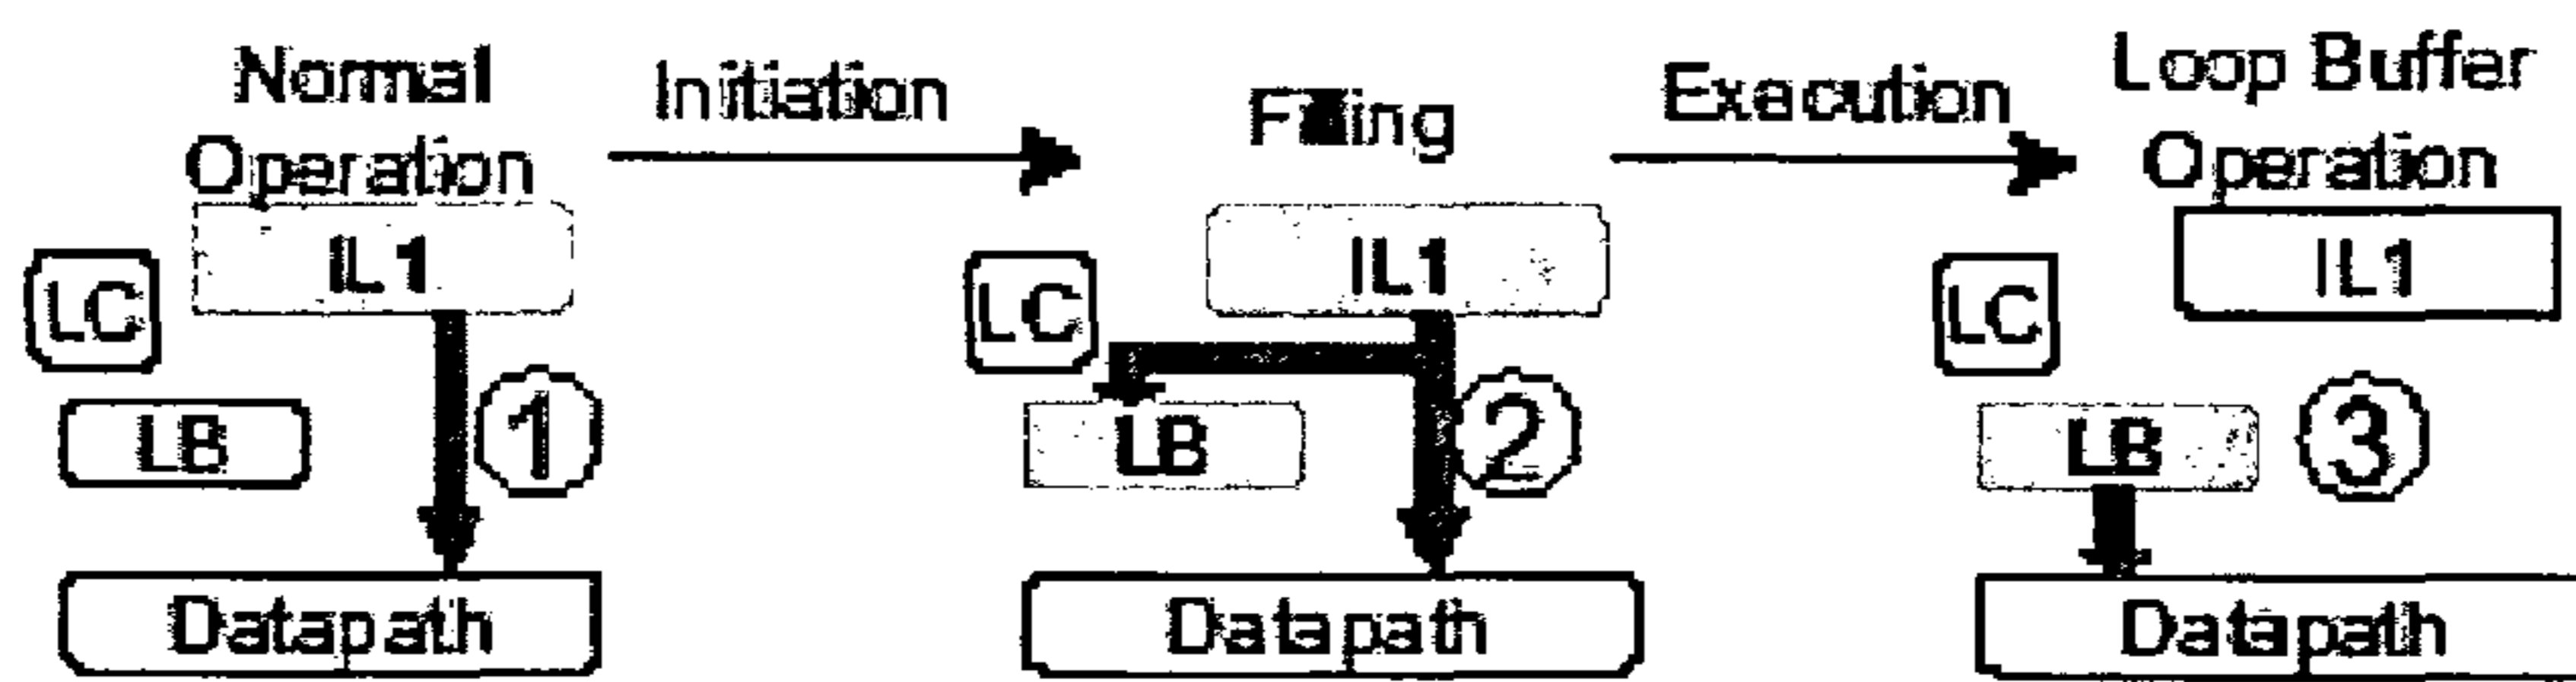 Normal
Operation
Initiation
Filling
Execution
Loop Buffer
Operation
IL1
LC
LB
1
Datapath
IL1
LC
LB
2
Datapath
IL1
LC
LB
3
Datapath